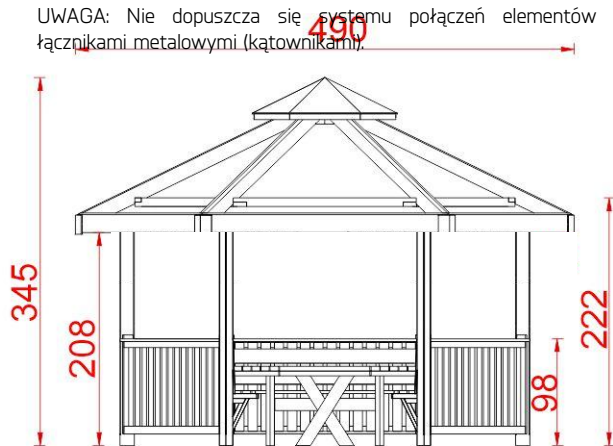 UWAGA: Nie dopuszcza się systemu połączeń elementów
łącznikami metalowymi (kątownikami).
490
345
208
222
98